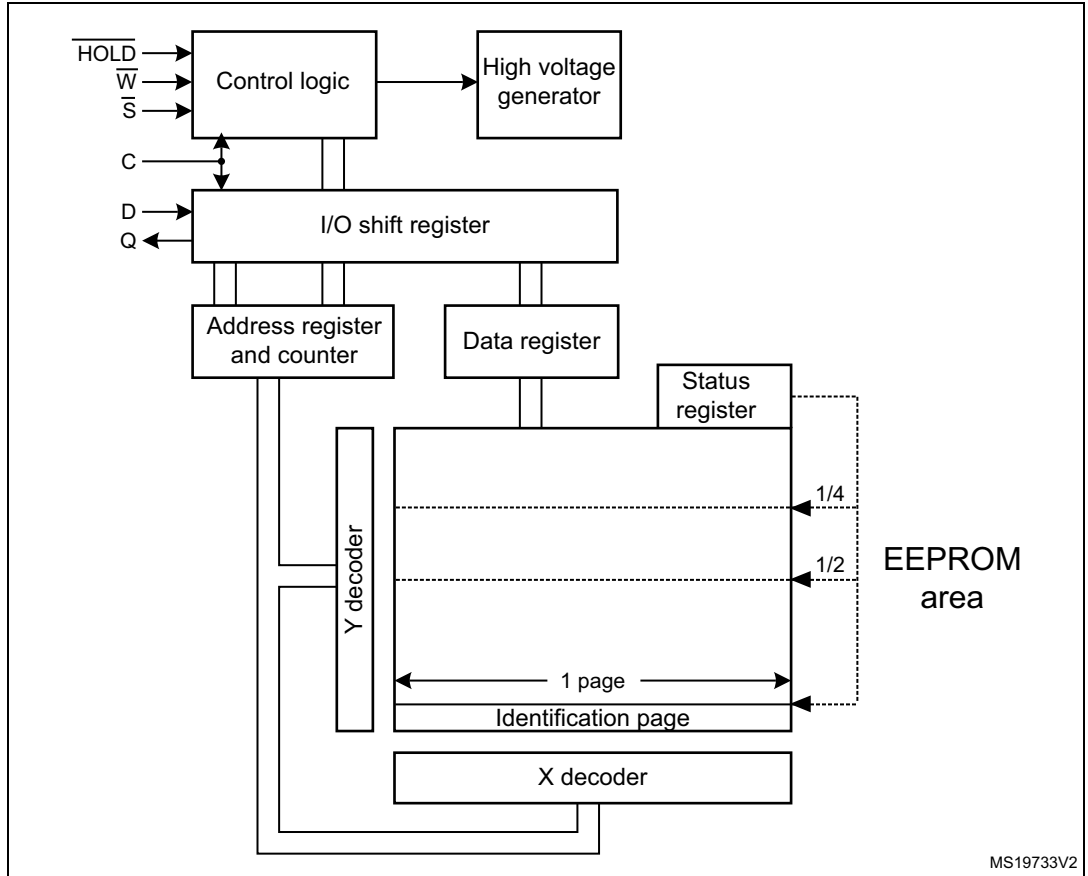 HOLD
W
S
C
D
Q
Control logic
High voltage
generator
I/O shift register
Address register
and counter
Data register
Status
register
1/4
1/2
EEPROM
area
Y decoder
1 page
Identification page
X decoder
MS19733V2